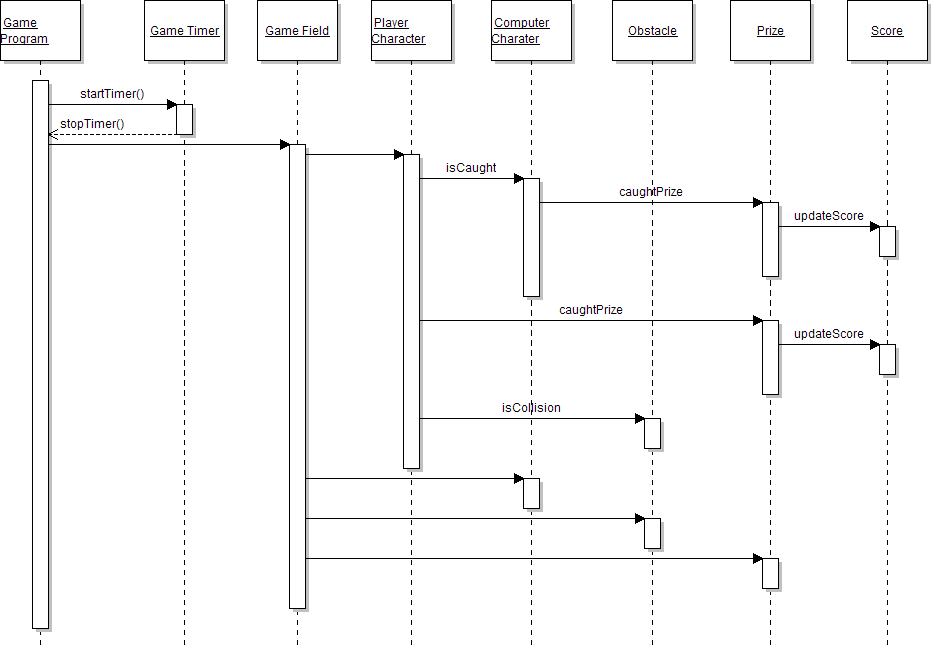 Game
Program
Game Timer
Game Field
Player
Character
Computer
Charater
Obstacle
Prize
Score
startTimer()
stopTimer()
isCaught
caughtPrize
updateScore
caughtPrize
updateScore
isCollision